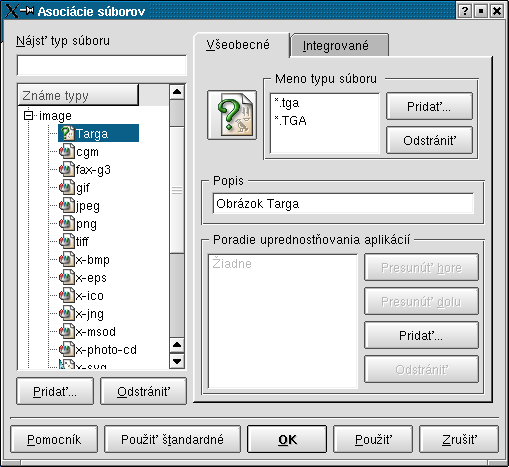 Asociácie súborov
Nájsť typ súboru
Známe typy
image
Targa
cgm
fax-g3
gif
jpeg
png
tiff
x-bmp
x-eps
x-ico
x-jng
x-msod
x-photo-cd
x-svg
Pridať...
Odstrániť
Všeobecné
Integrované
Meno typu súboru
*.tga
*.TGA
Pridať...
Odstrániť
Popis
Obrázok Targa
Poradie uprednostňovania aplikácií
Žiadne
Presunúť hore
Presunúť dolu
Pridať...
Odstrániť
Pomocník
Použiť štandardné
OK
Použiť
Zrušiť